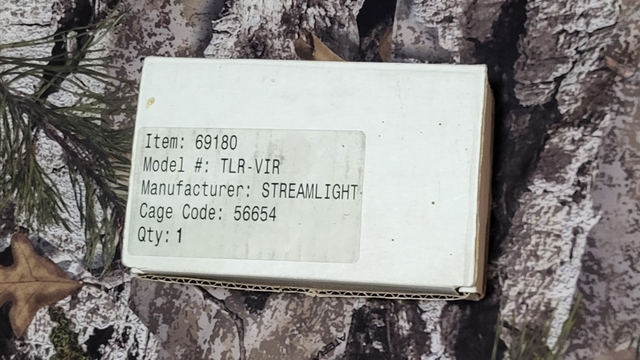 Item: 69180
Model #: TLR-VIR
Manufacturer: STREAMLIGHT
Cage Code: 56654
Qty: 1